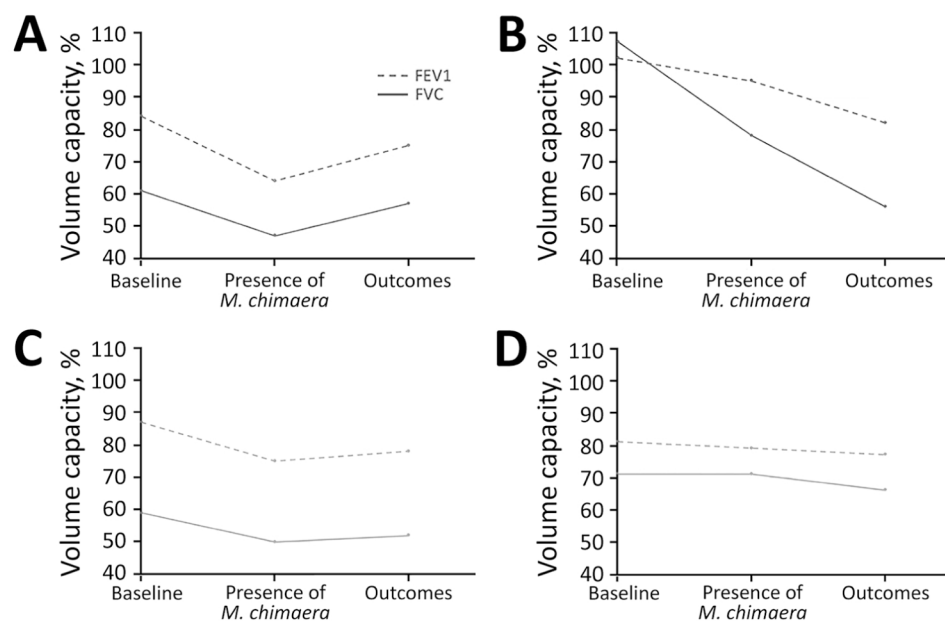 A
Volume capacity, %
110
100
90
80
70
60
50
40
FEV1
FVC
Baseline
Presence of
M. chimaera
Outcomes
B
Volume capacity, %
110
100
90
80
70
60
50
40
Baseline
Presence of
M. chimaera
Outcomes
C
Volume capacity, %
110
100
90
80
70
60
50
40
Baseline
Presence of
M. chimaera
Outcomes
D
Volume capacity, %
110
100
90
80
70
60
50
40
Baseline
Presence of
M. chimaera
Outcomes